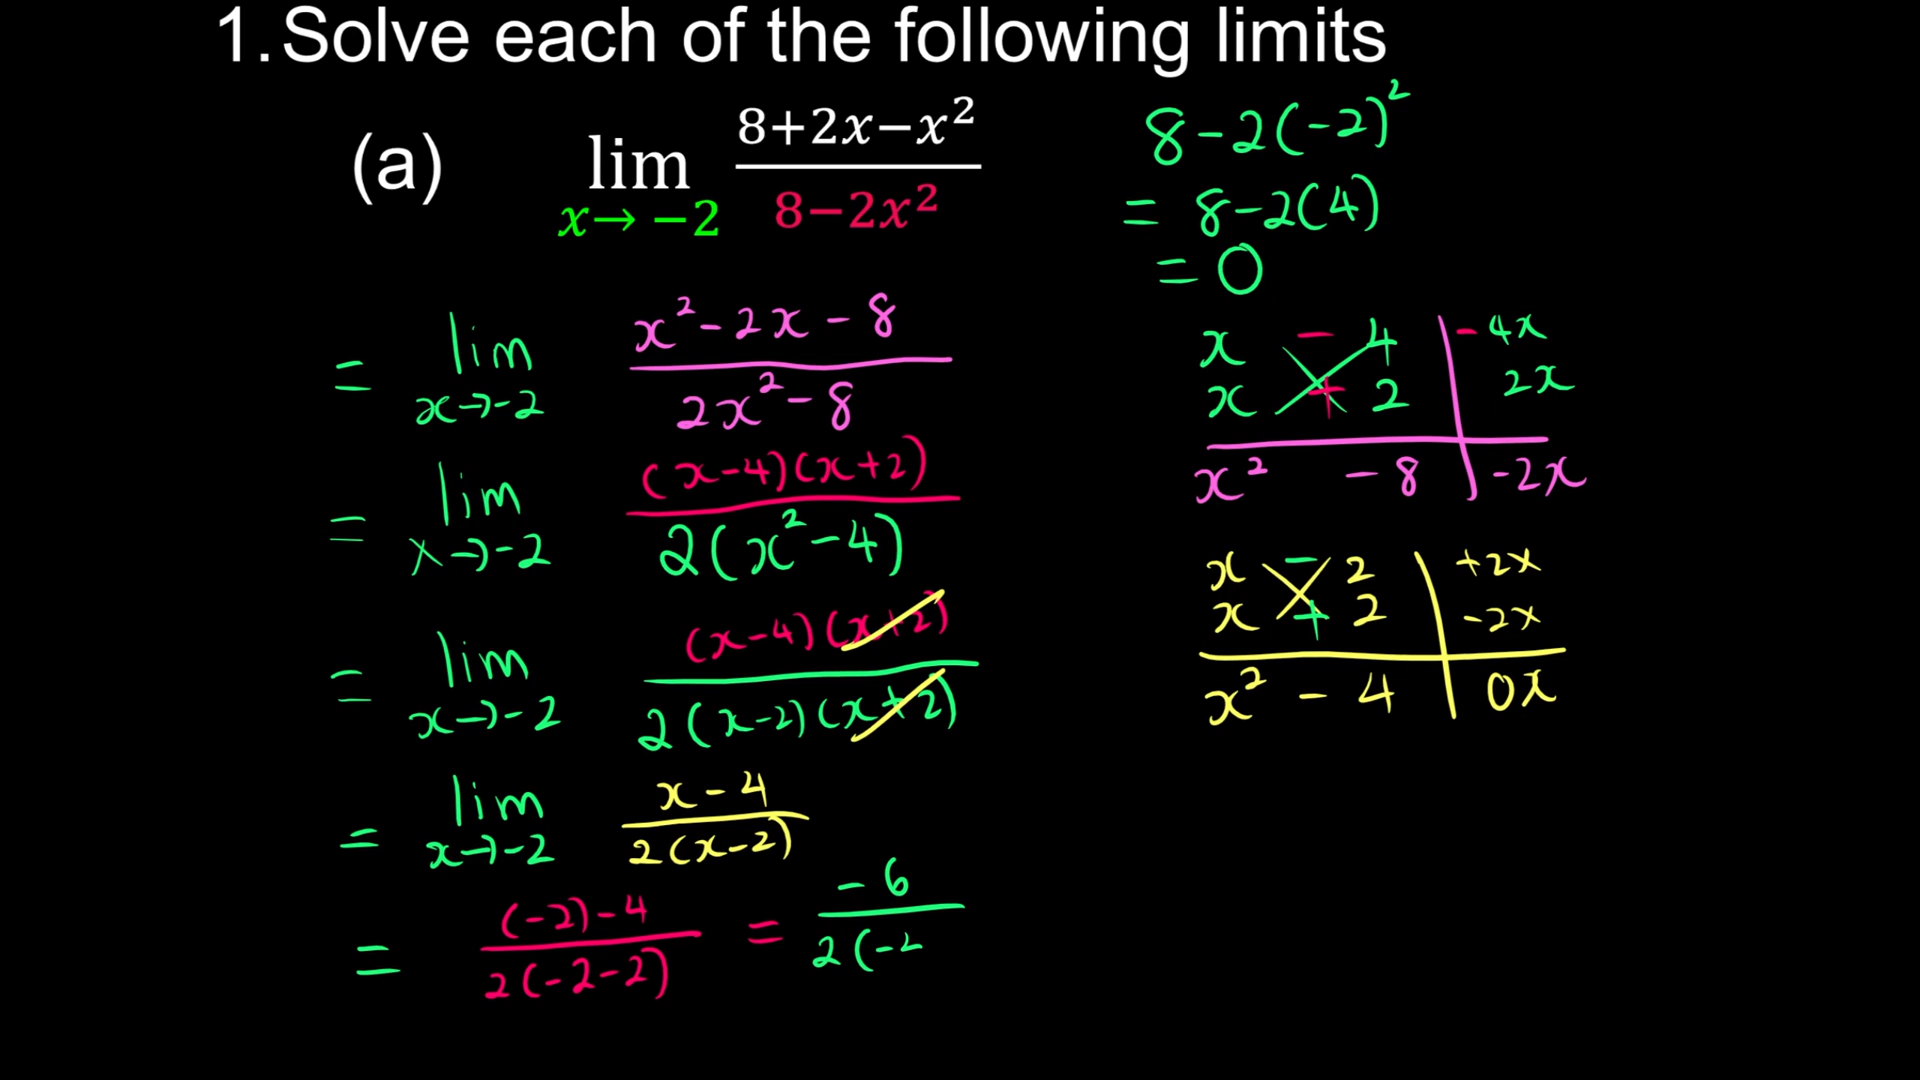 1. Solve each of the following limits
(a) lim x→ −2 (8+2x−x²)/(8−2x²)
8-2(-2)²
= 8-2(4)
= 0
= lim x→-2 (x²-2x-8)/(2x²-8)
= lim x→-2 ((x-4)(x+2))/(2(x²-4))
= lim x→-2 ((x-4)(x+2))/(2(x-2)(x+2))
= lim x→-2 (x-4)/(2(x-2))
= ((-2)-4)/(2(-2-2)) = (-6)/(2(-2
x - 4 -4x
x + 2 2x
x² -8 -2x
x - 2 +2x
x + 2 -2x
x² - 4 0x